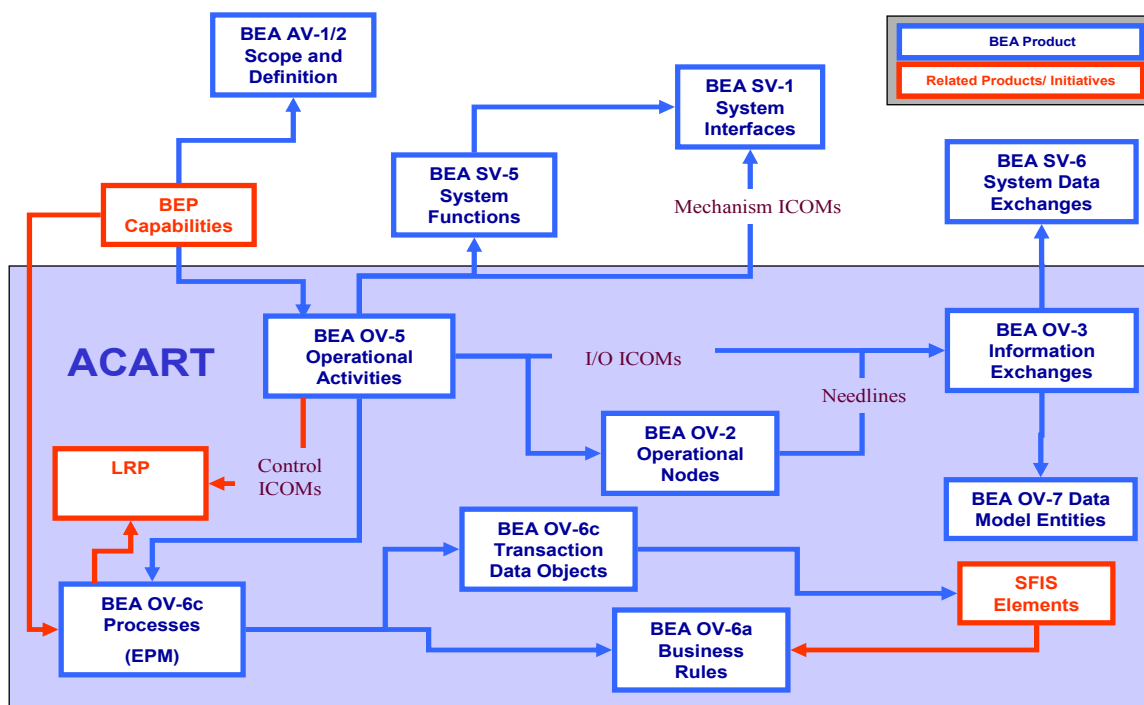 BEA AV-1/2
Scope and
Definition
BEA Product
Related Products/ Initiatives
BEA SV-1
System
Interfaces
BEA SV-5
System
Functions
BEA SV-6
System Data
Exchanges
BEP
Capabilities
Mechanism ICOMs
ACART
BEA OV-5
Operational
Activities
I/O ICOMs
BEA OV-3
Information
Exchanges
Needlines
BEA OV-2
Operational
Nodes
LRP
Control
ICOMs
BEA OV-7 Data
Model Entities
BEA OV-6c
Transaction
Data Objects
SFIS
Elements
BEA OV-6c
Processes
(EPM)
BEA OV-6a
Business
Rules